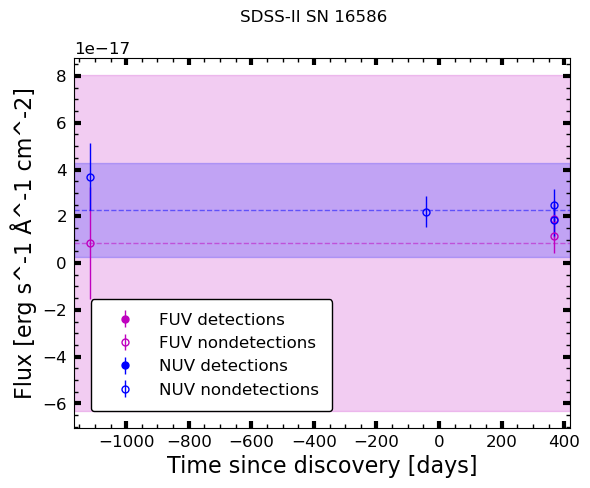 SDSS-II SN 16586
1e−17
8
6
4
2
0
−2
−4
−6
Flux [erg s^-1 Å^-1 cm^-2]
FUV detections
FUV nondetections
NUV detections
NUV nondetections
−1000 −800 −600 −400 −200 0 200 400
Time since discovery [days]